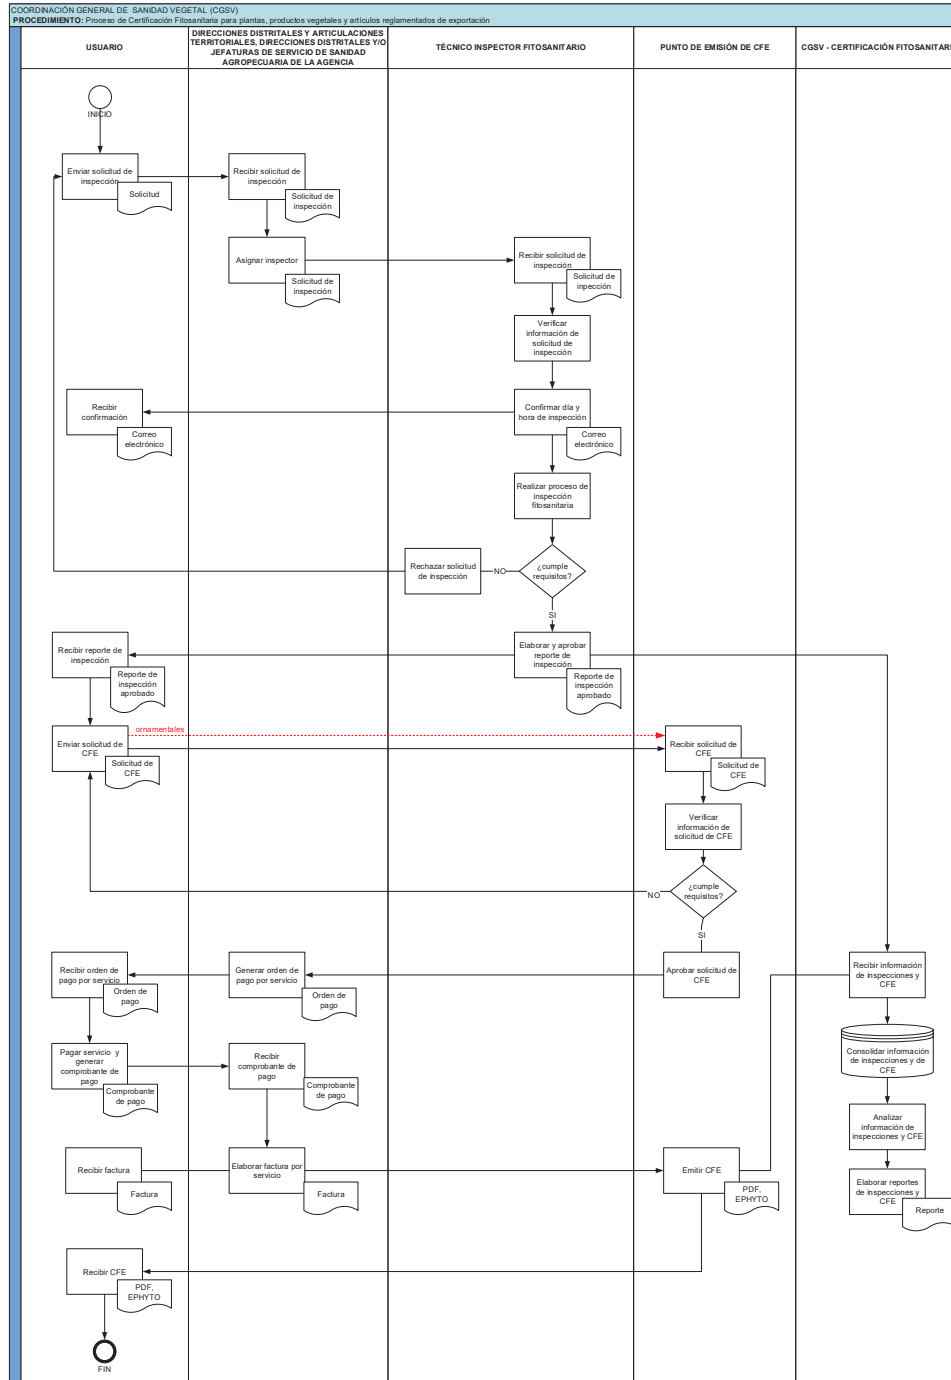 COORDINACIÓN GENERAL DE SANIDAD VEGETAL (CGSV)
PROCEDIMIENTO: Proceso de Certificación Fitosanitaria para plantas, productos vegetales y artículos reglamentados de exportación
USUARIO
DIRECCIONES DISTRITALES Y ARTICULACIONES
TERRITORIALES, DIRECCIONES DISTRITALES Y/O
JEFATURAS DE SERVICIO DE SANIDAD
AGROPECUARIA DE LA AGENCIA
TÉCNICO INSPECTOR FITOSANITARIO
PUNTO DE EMISIÓN DE CFE
CGSV - CERTIFICACIÓN FITOSANITARI
INICIO
Enviar solicitud de
inspección
Solicitud
Recibir solicitud de
inspección
Solicitud de
inspección
Asignar inspector
Solicitud de
inspección
Recibir solicitud de
inspección
Solicitud de
inpección
Verificar
información de
solicitud de
inspección
Recibir
confirmación
Correo
electrónico
Confirmar día y
hora de inspección
Correo
electrónico
Realizar proceso de
inspección
fitosanitaria
Rechazar solicitud
de inspección
NO
¿cumple
requisitos?
SI
Recibir reporte de
inspección
Reporte de
inspección
aprobado
Elaborar y aprobar
reporte de
inspección
Reporte de
inspección
aprobado
ornamentales
Enviar solicitud de
CFE
Solicitud de
CFE
Recibir solicitud de
CFE
Solicitud de
CFE
Verificar
información de
solicitud de CFE
NO
¿cumple
requisitos?
SI
Recibir orden de
pago por servicio
Orden de
pago
Generar orden de
pago por servicio
Orden de
pago
Aprobar solicitud de
CFE
Recibir información
de inspecciones y
CFE
Pagar servicio y
generar
comprobante de
pago
Comprobante
de pago
Recibir
comprobante de
pago
Comprobante
de pago
Consolidar información
de inspecciones y de
CFE
Analizar
información de
inspecciones y CFE
Recibir factura
Factura
Elaborar factura por
servicio
Factura
Emitir CFE
PDF,
EPHYTO
Elaborar reportes
de inspecciones y
CFE
Reporte
Recibir CFE
PDF,
EPHYTO
FIN